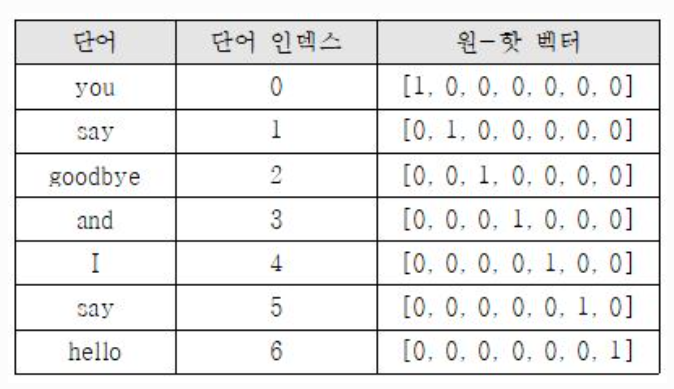 단어 단어 인덱스 원-핫 벡터
you 0 [1, 0, 0, 0, 0, 0, 0]
say 1 [0, 1, 0, 0, 0, 0, 0]
goodbye 2 [0, 0, 1, 0, 0, 0, 0]
and 3 [0, 0, 0, 1, 0, 0, 0]
I 4 [0, 0, 0, 0, 1, 0, 0]
say 5 [0, 0, 0, 0, 0, 1, 0]
hello 6 [0, 0, 0, 0, 0, 0, 1]